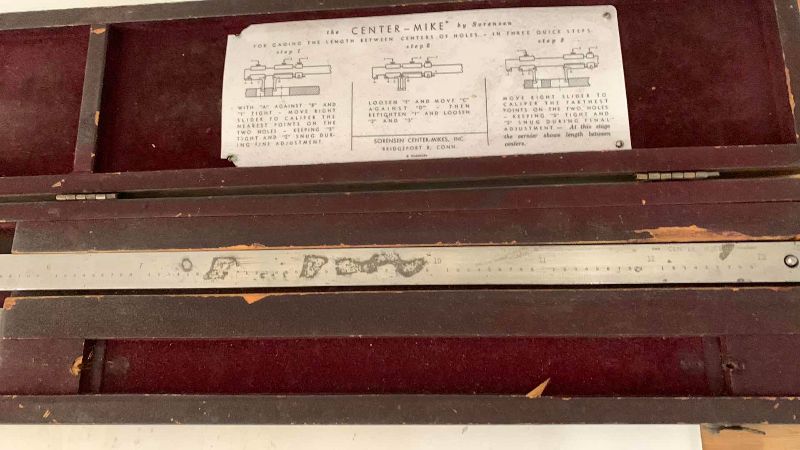 the CENTER-MIKE* by Sorensen
FOR GAGING THE LENGTH BETWEEN CENTERS OF HOLES - IN THREE QUICK STEPS
step 1
WITH "A" AGAINST "B" AND
"1" TIGHT - MOVE RIGHT
SLIDER TO CALIPER THE
NEAREST POINTS ON THE
TWO HOLES - KEEPING
TIGHT AND SNUG DUR-
ING FINE ADJUSTMENT
step 2
LOOSEN AND MOVE "C"
AGAINST "D" - THEN
RETIGHTEN "1" AND LOOSEN
"2" AND "3"
SORENSEN CENTER-MIKES, INC.
BRIDGEPORT 8, CONN.
step 3
MOVE RIGHT SLIDER TO
CALIPER THE FARTHEST
POINTS ON THE TWO HOLES
- KEEPING TIGHT AND
SNUG DURING FINAL
ADJUSTMENT - At this stage
the vernier shows length between
centers.
6 7 10 11 12 13